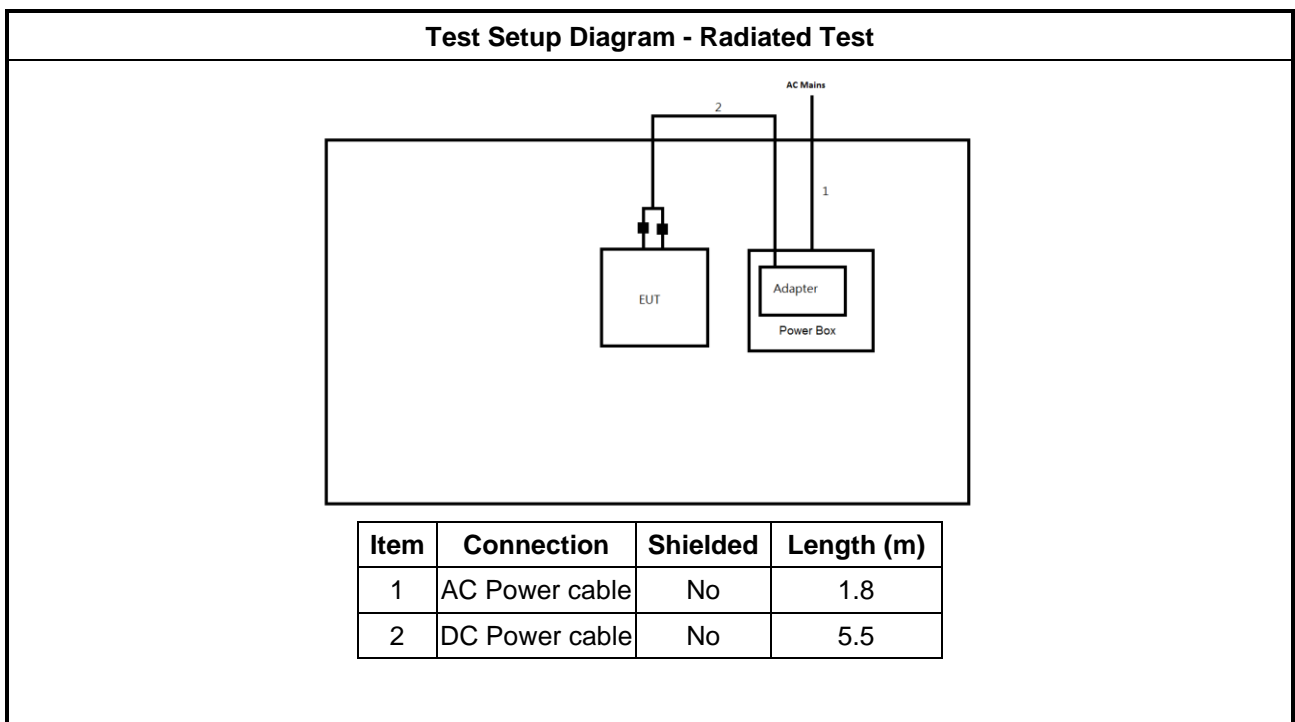 Test Setup Diagram - Radiated Test
AC Mains
2
1
EUT
Adapter
Power Box
Item Connection Shielded Length (m)
1 AC Power cable No 1.8
2 DC Power cable No 5.5